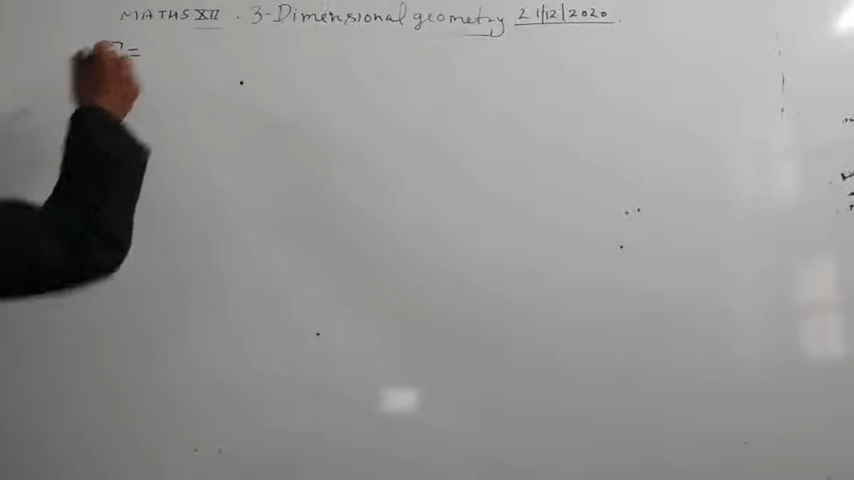 MATHS XII . 3-Dimensional geometry 21/12/2020.
=